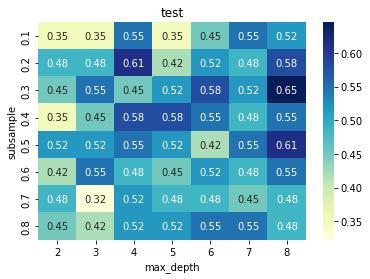 test
0.1 0.35 0.35 0.55 0.35 0.45 0.55 0.52
0.2 0.48 0.48 0.61 0.42 0.52 0.48 0.58
0.3 0.45 0.55 0.45 0.52 0.58 0.52 0.65
0.4 0.35 0.45 0.58 0.58 0.55 0.48 0.55
0.5 0.52 0.52 0.55 0.52 0.42 0.55 0.61
0.6 0.42 0.55 0.48 0.45 0.52 0.48 0.55
0.7 0.48 0.32 0.52 0.48 0.48 0.45 0.48
0.8 0.45 0.42 0.52 0.52 0.55 0.55 0.48
2 3 4 5 6 7 8
max_depth
subsample
0.60
0.55
0.50
0.45
0.40
0.35